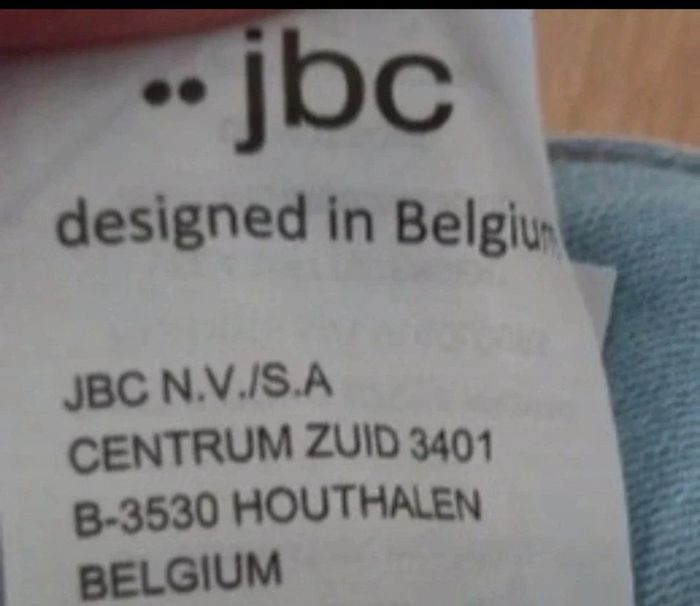 ••jbc
designed in Belgium
JBC N.V./S.A
CENTRUM ZUID 3401
B-3530 HOUTHALEN
BELGIUM